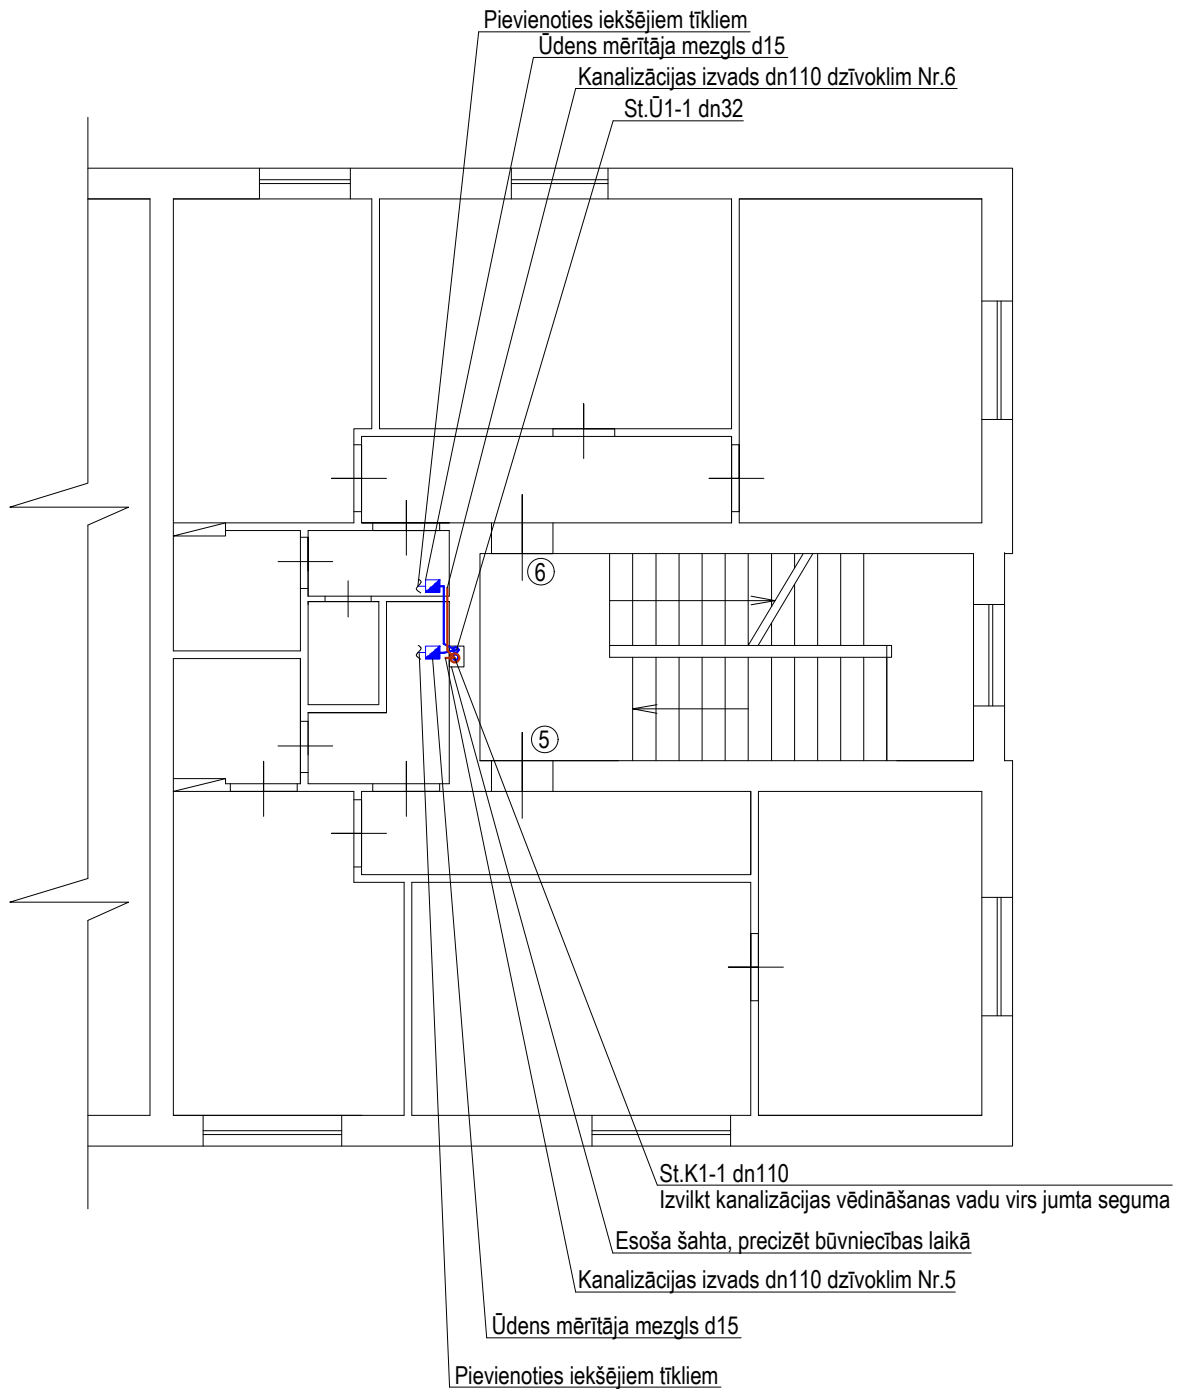 Pievienoties iekšējiem tīkliem
Ūdens mērītāja mezgls d15
Kanalizācijas izvads dn110 dzīvoklim Nr.6
St.Ū1-1 dn32
6
5
St.K1-1 dn110
Izvilkt kanalizācijas vēdināšanas vadu virs jumta seguma
Esoša šahta, precizēt būvniecības laikā
Kanalizācijas izvads dn110 dzīvoklim Nr.5
Ūdens mērītāja mezgls d15
Pievienoties iekšējiem tīkliem